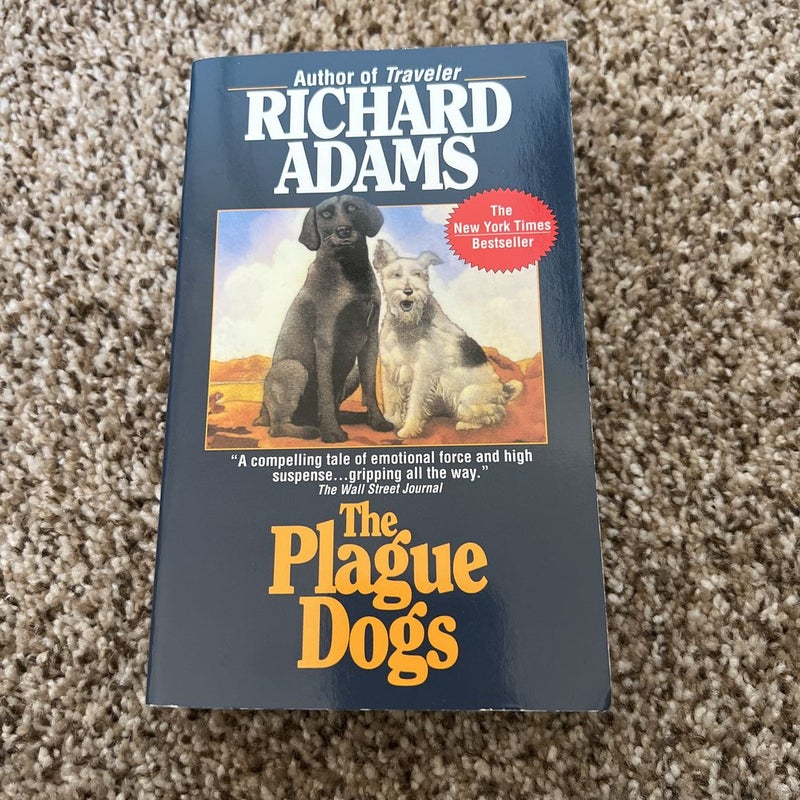 Author of Traveler
RICHARD
ADAMS
The
New York Times
Bestseller
“A compelling tale of emotional force and high
suspense...gripping all the way.”
The Wall Street Journal
The
Plague
Dogs